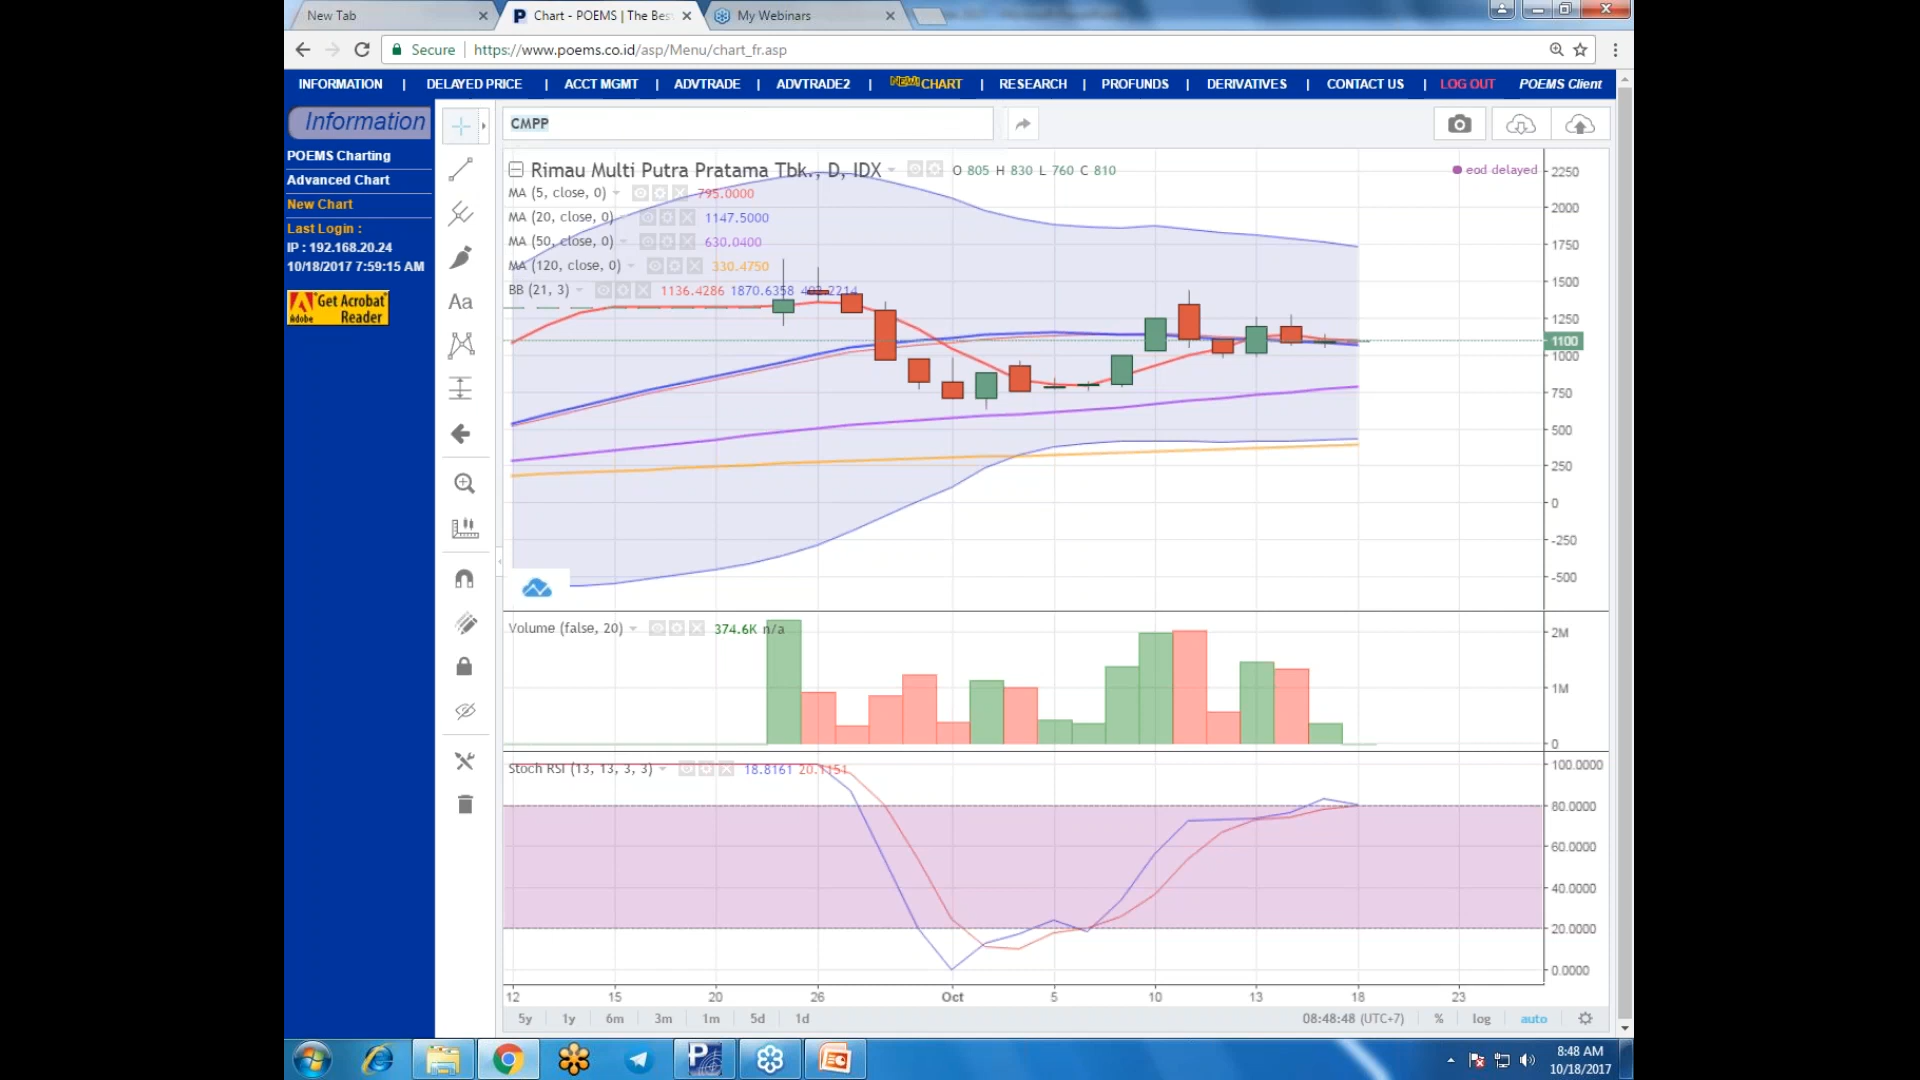 New Tab
Chart - POEMS | The Bes
My Webinars
Secure | https://www.poems.co.id/asp/Menu/chart_fr.asp
INFORMATION | DELAYED PRICE | ACCT MGMT | ADVTRADE | ADVTRADE2 | NEW! CHART | RESEARCH | PROFUNDS | DERIVATIVES | CONTACT US | LOG OUT POEMS Client
Information
POEMS Charting
Advanced Chart
New Chart
Last Login :
IP : 192.168.20.24
10/18/2017 7:59:15 AM
Get Acrobat
Adobe Reader
Aa
CMPP
Rimau Multi Putra Pratama Tbk., D, IDX O 805 H 830 L 760 C 810
eod delayed
MA (5, close, 0) 795.0000
MA (20, close, 0) 1147.5000
MA (50, close, 0) 630.0400
MA (120, close, 0) 330.4750
BB (21, 3) 1136.4286 1870.6358 402.2214
2250
2000
1750
1500
1250
1100
1000
750
500
250
0
-250
-500
Volume (false, 20) 374.6K n/a
2M
1M
0
Stoch RSI (13, 13, 3, 3) 18.8161 20.1151
100.0000
80.0000
60.0000
40.0000
20.0000
0.0000
12 15 20 26 Oct 5 10 13 18 23
5y 1y 6m 3m 1m 5d 1d
08:48:48 (UTC+7) % log auto
8:48 AM
10/18/2017